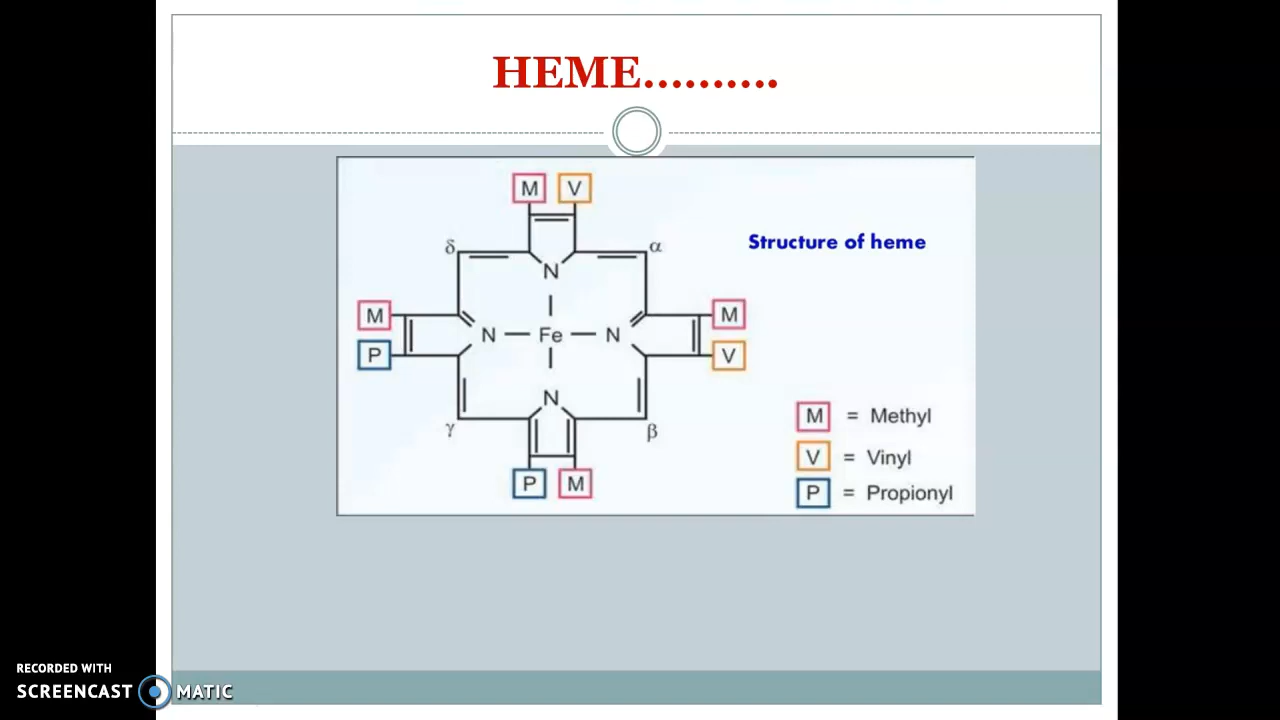 HEME..........
M V
Structure of heme
δ α
N
M M
N Fe N
P V
N
M = Methyl
γ β
V = Vinyl
P M
P = Propionyl
RECORDED WITH
SCREENCAST MATIC